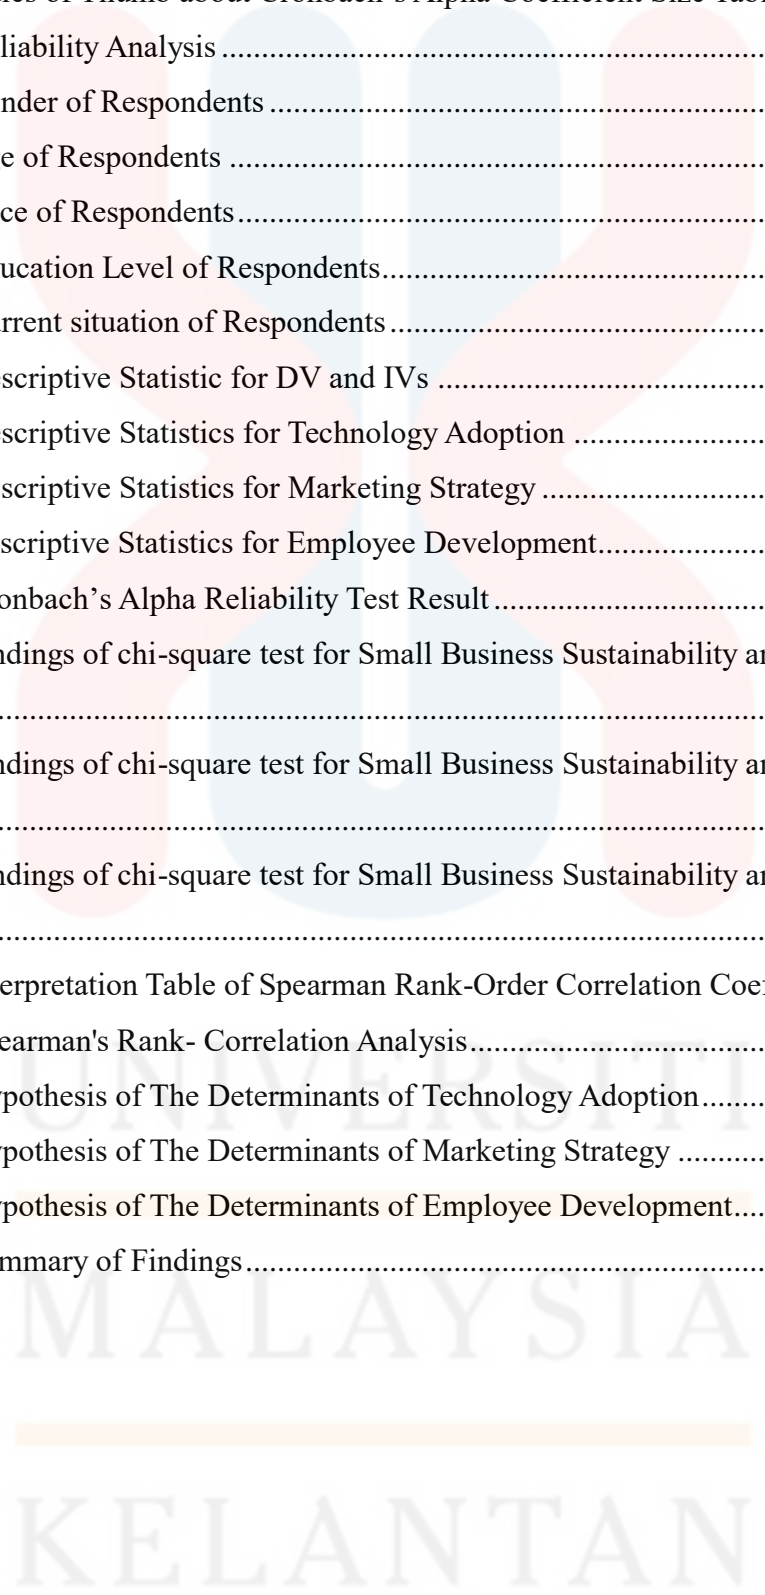 les of Thumb about Cronbach's Alpha Coefficient Size Tab
liability Analysis ........................................
nder of Respondents ........................................
e of Respondents ........................................
ce of Respondents ........................................
ucation Level of Respondents ........................................
rrent situation of Respondents ........................................
scriptive Statistic for DV and IVs ........................................
scriptive Statistics for Technology Adoption ....................
scriptive Statistics for Marketing Strategy ....................
scriptive Statistics for Employee Development ....................
onbach’s Alpha Reliability Test Result ..............................
ndings of chi-square test for Small Business Sustainability a
........................................................................
ndings of chi-square test for Small Business Sustainability a
........................................................................
ndings of chi-square test for Small Business Sustainability a
........................................................................
erpretation Table of Spearman Rank-Order Correlation Coe
earman's Rank- Correlation Analysis ........................................
pothesis of The Determinants of Technology Adoption ........
pothesis of The Determinants of Marketing Strategy .........
pothesis of The Determinants of Employee Development ....
mmary of Findings ........................................
UNIVERSITI
MALAYSIA
KELANTAN